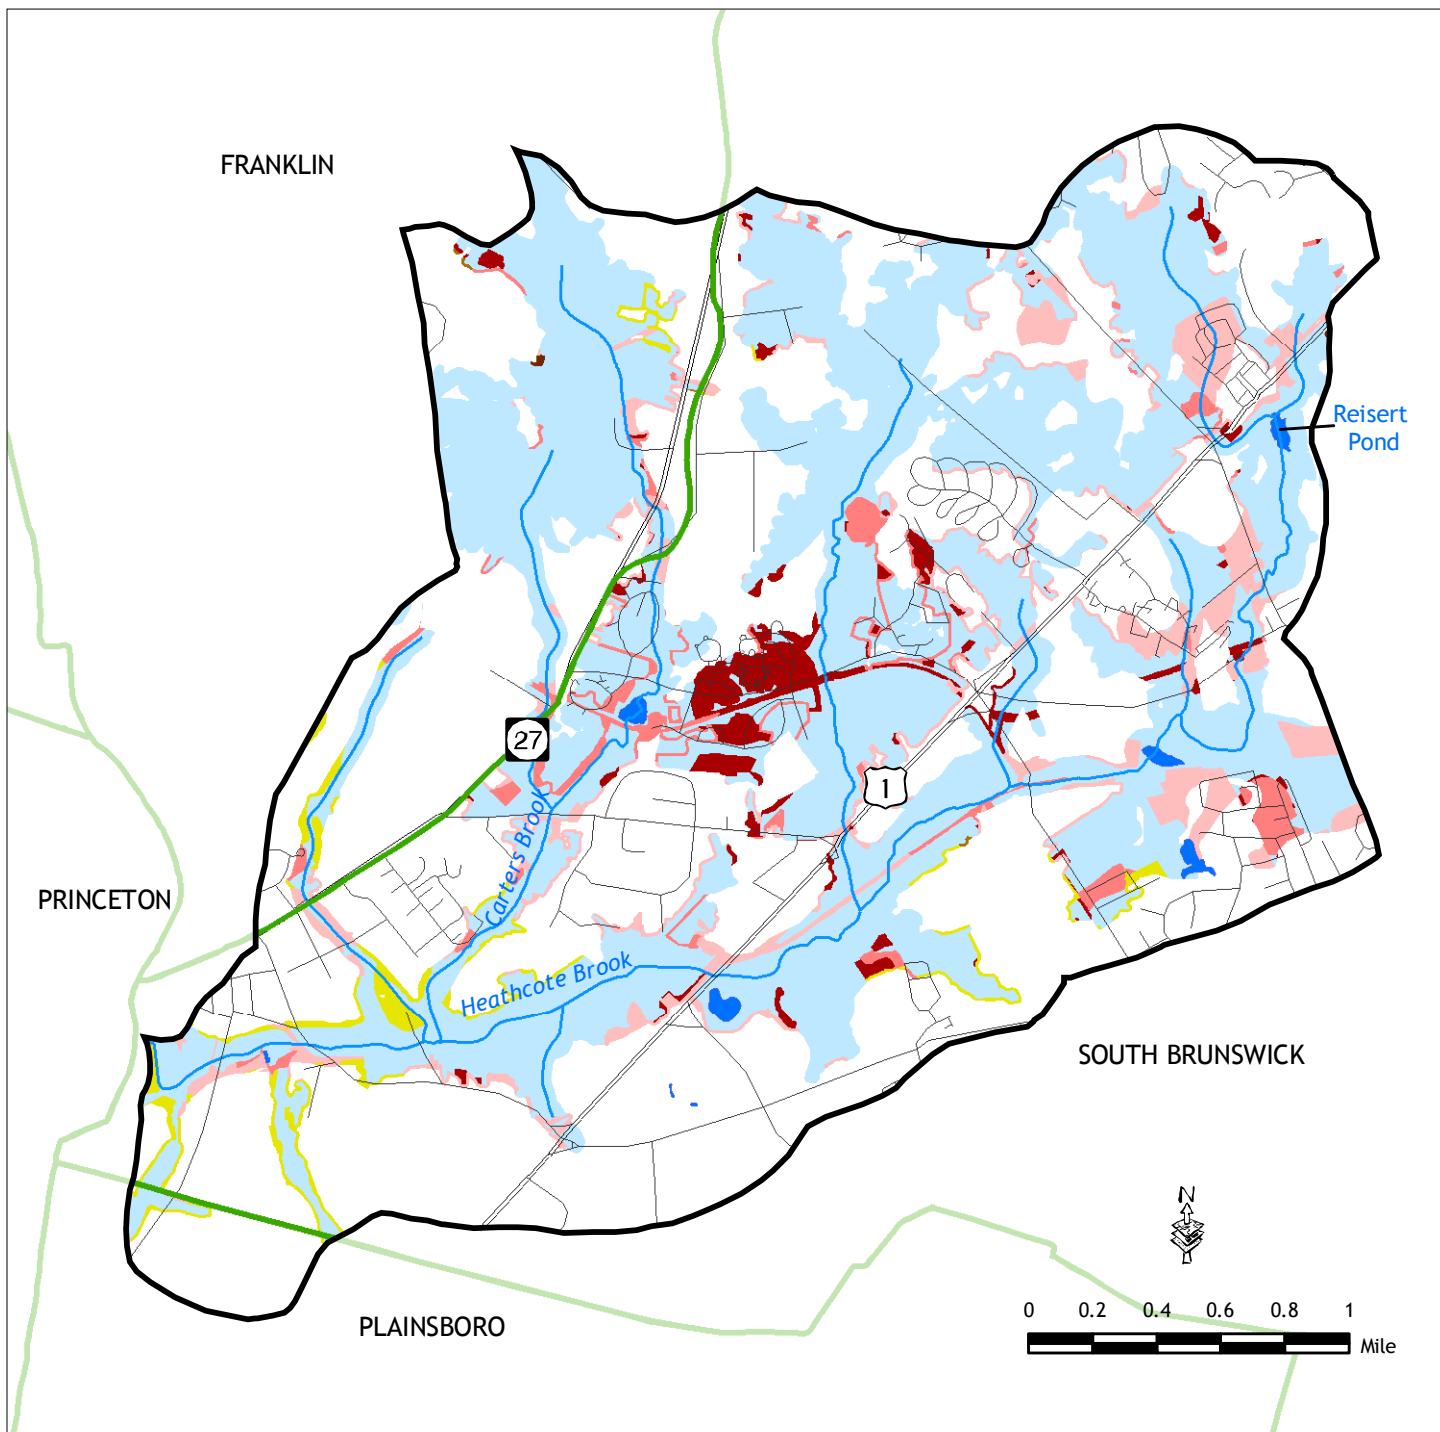 FRANKLIN
Reisert
Pond
27
1
Carters Brook
PRINCETON
Heathcote Brook
SOUTH BRUNSWICK
N
PLAINSBORO
0 0.2 0.4 0.6 0.8 1
Mile